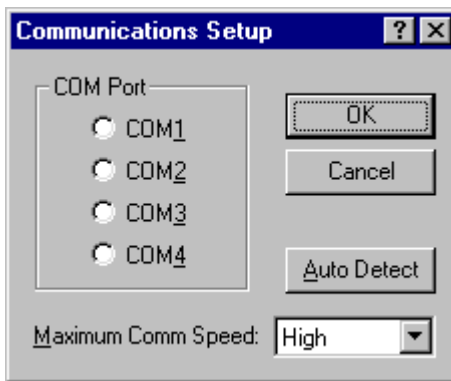 Communications Setup
COM Port
COM1
COM2
COM3
COM4
OK
Cancel
Auto Detect
Maximum Comm Speed: High